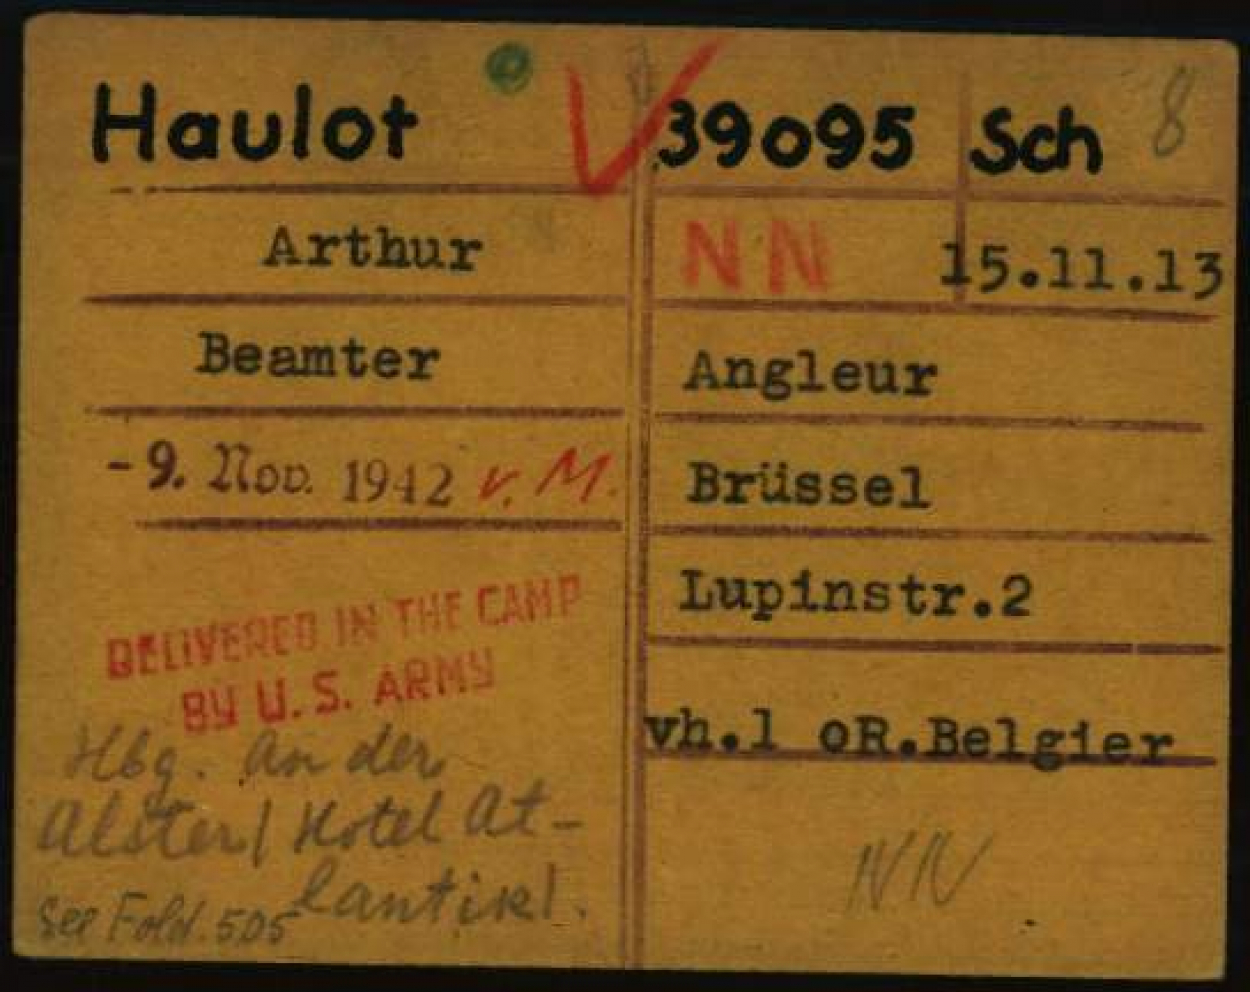 Haulot
39095 Sch 8
Arthur
NN 15.11.13
Beamter
Angleur
- 9. Nov. 1942 v. M.
Brüssel
Lupinstr.2
DELIVERED IN THE CAMP
BY U.S. ARMY
vh.1 oR.Belgier
Hbg. an der
Alster/ Hotel At-
lantik/.
NN
See Fold. 505